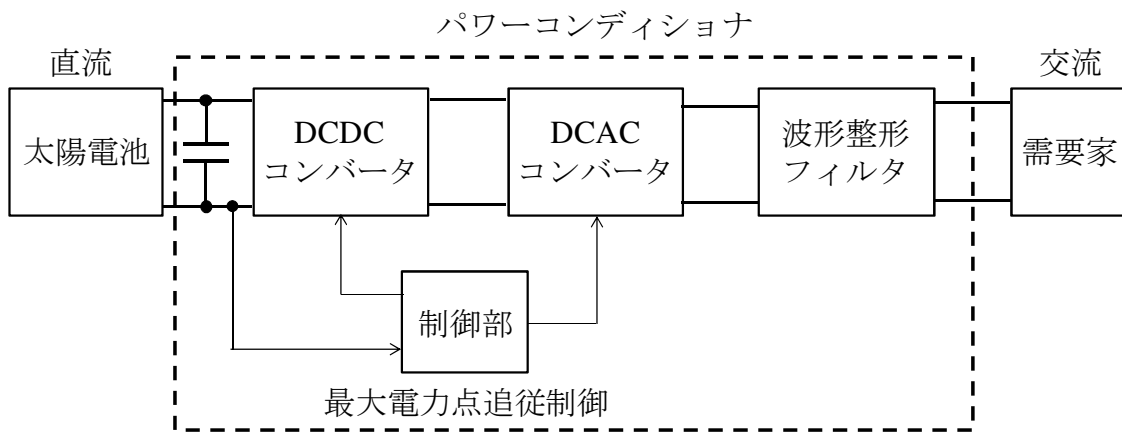 パワーコンディショナ
直流
交流
太陽電池
DCDC
コンバータ
DCAC
コンバータ
波形整形
フィルタ
需要家
制御部
最大電力点追従制御